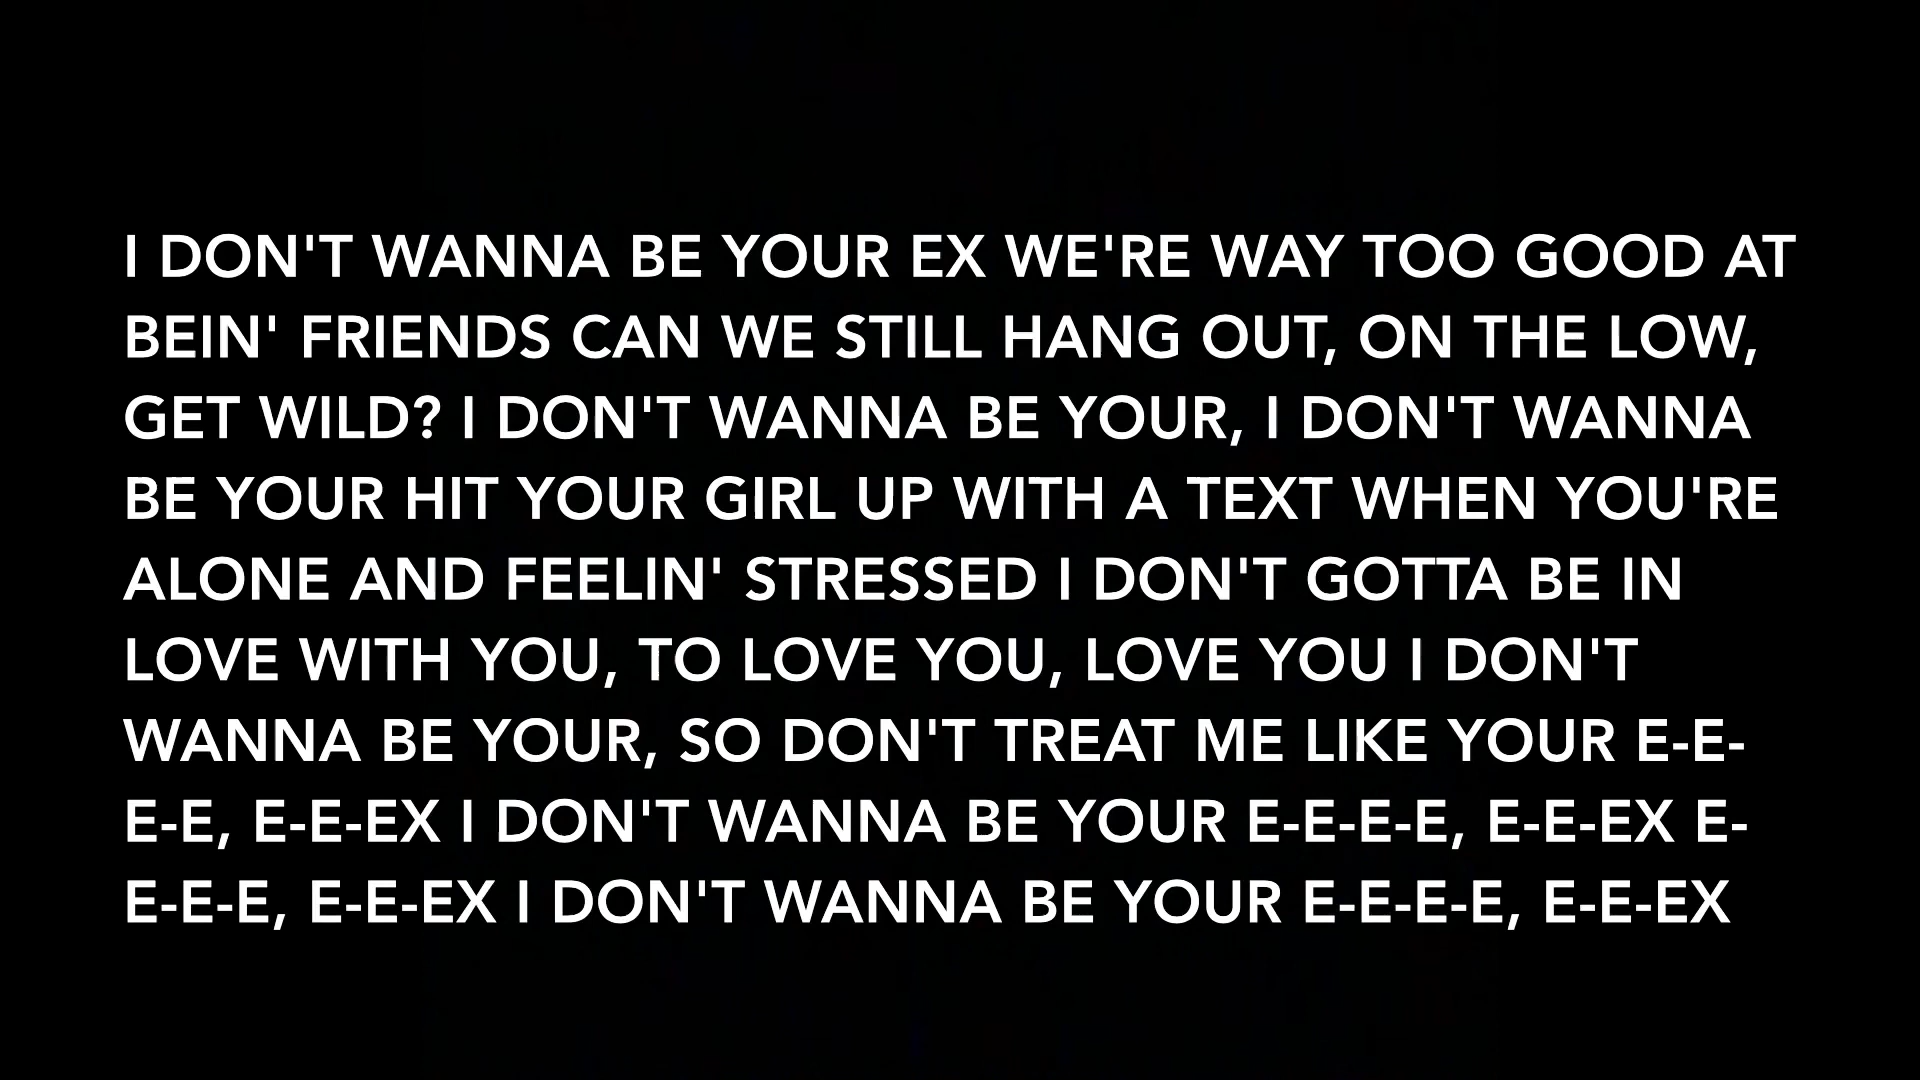 I DON'T WANNA BE YOUR EX WE'RE WAY TOO GOOD AT
BEIN' FRIENDS CAN WE STILL HANG OUT, ON THE LOW,
GET WILD? I DON'T WANNA BE YOUR, I DON'T WANNA
BE YOUR HIT YOUR GIRL UP WITH A TEXT WHEN YOU'RE
ALONE AND FEELIN' STRESSED I DON'T GOTTA BE IN
LOVE WITH YOU, TO LOVE YOU, LOVE YOU I DON'T
WANNA BE YOUR, SO DON'T TREAT ME LIKE YOUR E-E-
E-E, E-E-EX I DON'T WANNA BE YOUR E-E-E-E, E-E-EX E-
E-E-E, E-E-EX I DON'T WANNA BE YOUR E-E-E-E, E-E-EX